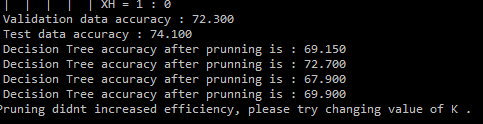 | | | | | XH = 1 : 0
Validation data accuracy : 72.300
Test data accuracy : 74.100
Decision Tree accuracy after prunning is : 69.150
Decision Tree accuracy after prunning is : 72.700
Decision Tree accuracy after prunning is : 67.900
Decision Tree accuracy after prunning is : 69.900
Pruning didnt increased efficiency, please try changing value of K .